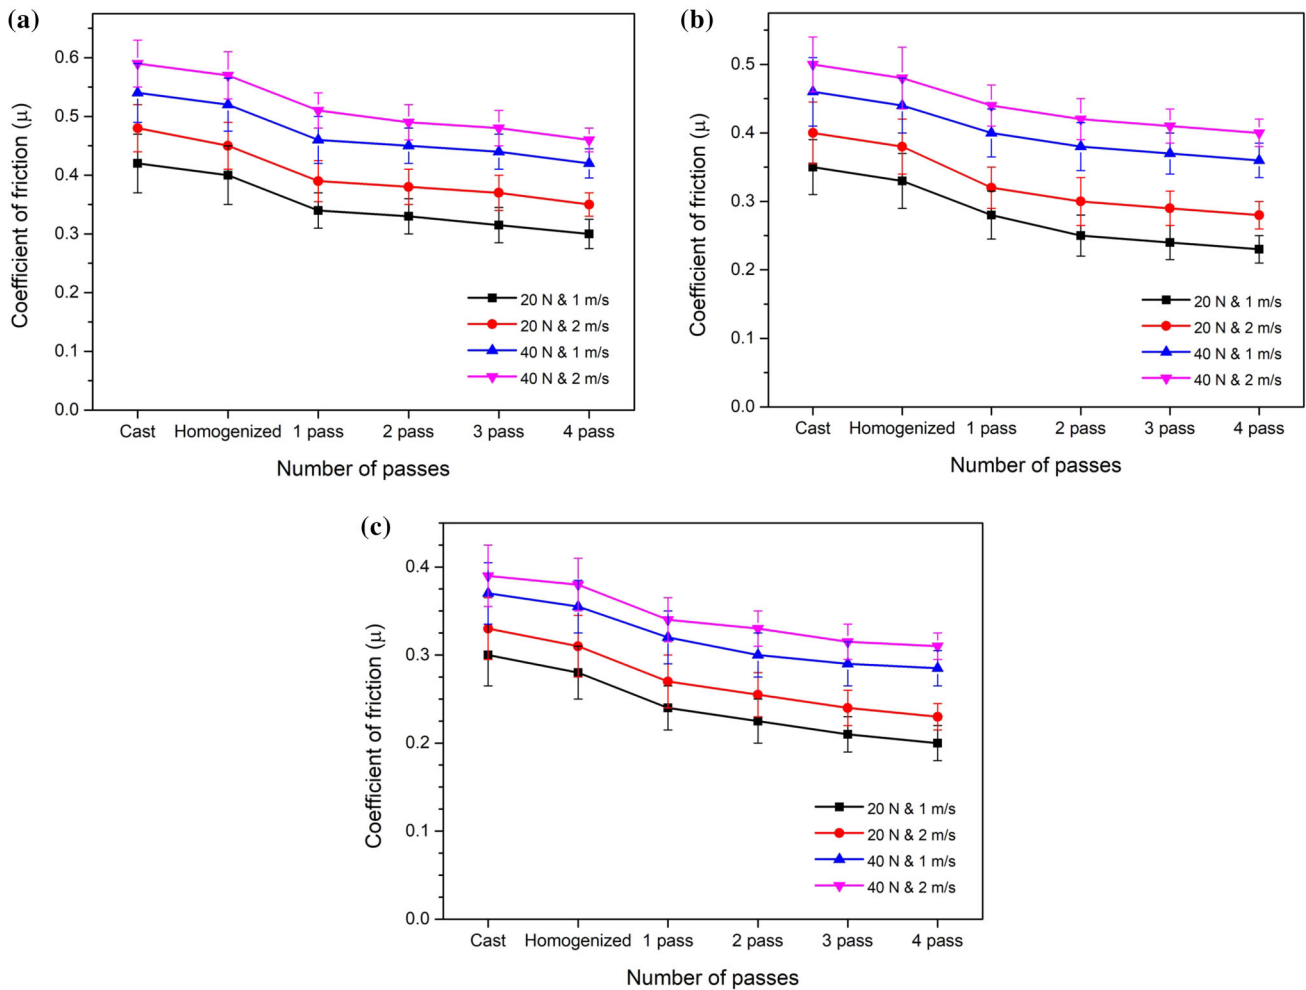 (a)
Coefficient of friction (μ)
0.6
0.5
0.4
0.3
0.2
0.1
0.0
20 N & 1 m/s
20 N & 2 m/s
40 N & 1 m/s
40 N & 2 m/s
Cast Homogenized 1 pass 2 pass 3 pass 4 pass
Number of passes
(b)
Coefficient of friction (μ)
0.5
0.4
0.3
0.2
0.1
0.0
20 N & 1 m/s
20 N & 2 m/s
40 N & 1 m/s
40 N & 2 m/s
Cast Homogenized 1 pass 2 pass 3 pass 4 pass
Number of passes
(c)
Coefficient of friction (μ)
0.4
0.3
0.2
0.1
0.0
20 N & 1 m/s
20 N & 2 m/s
40 N & 1 m/s
40 N & 2 m/s
Cast Homogenized 1 pass 2 pass 3 pass 4 pass
Number of passes